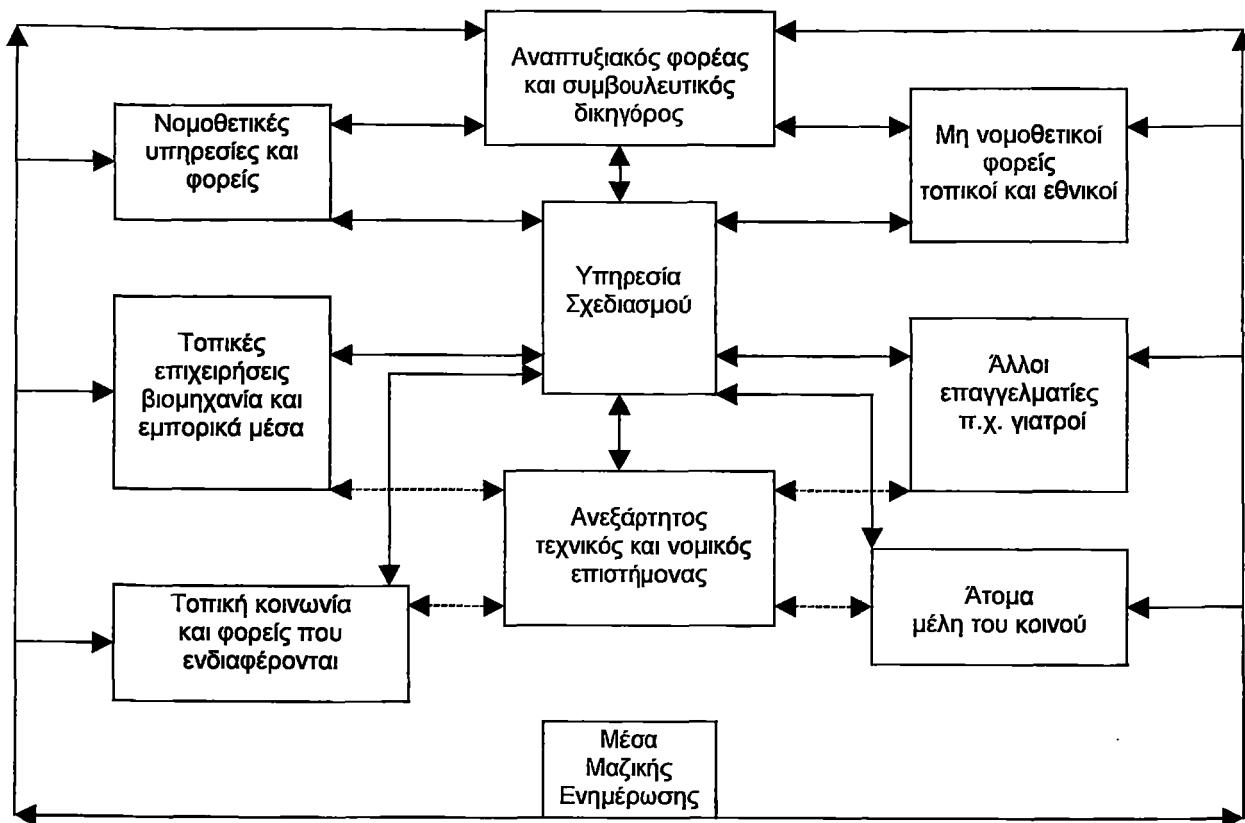 Αναπτυξιακός φορέας
και συμβουλευτικός
δικηγόρος
Νομοθετικές
υπηρεσίες και
φορείς
Μη νομοθετικοί
φορείς
τοπικοί και εθνικοί
Υπηρεσία
Σχεδιασμού
Τοπικές
επιχειρήσεις
βιομηχανία και
εμπορικά μέσα
Άλλοι
επαγγελματίες
π.χ. γιατροί
Ανεξάρτητος
τεχνικός και νομικός
επιστήμονας
Τοπική κοινωνία
και φορείς που
ενδιαφέρονται
Άτομα
μέλη του κοινού
Μέσα
Μαζικής
Ενημέρωσης